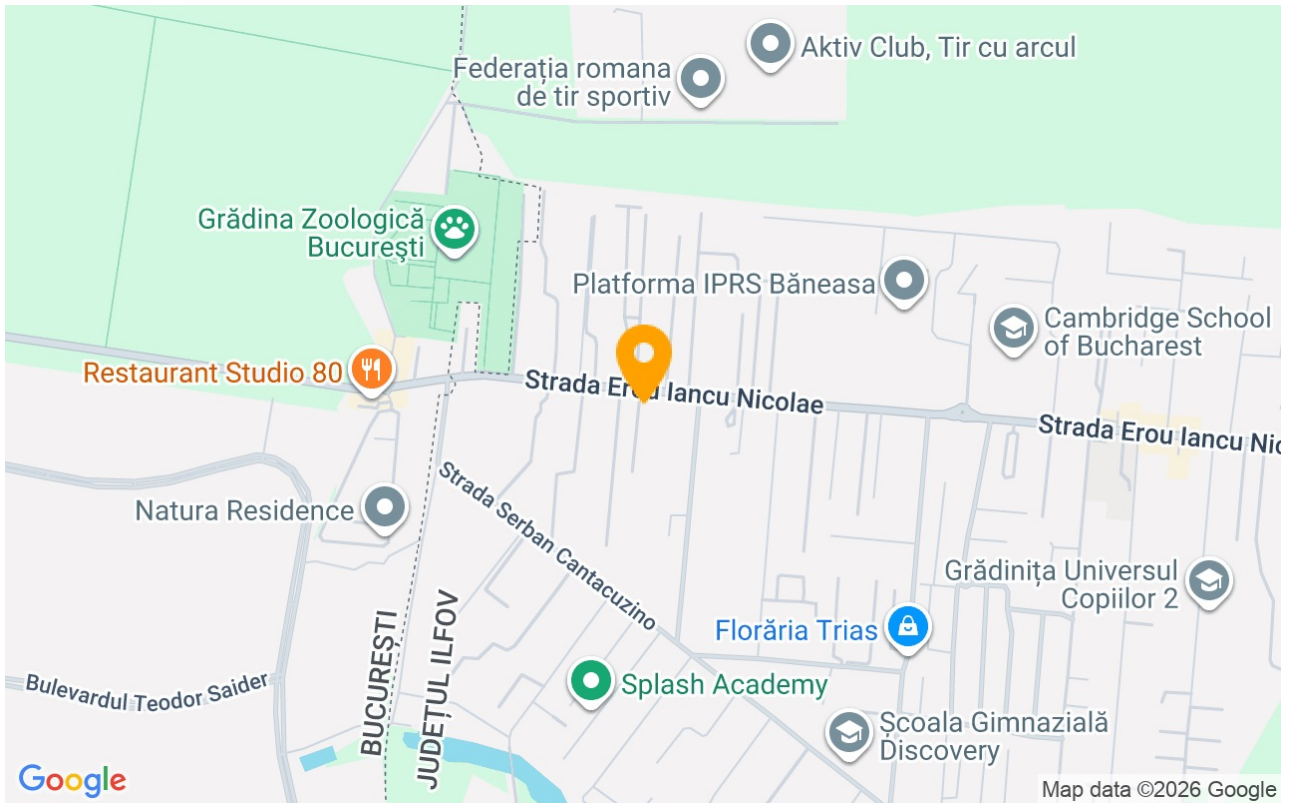 Aktiv Club, Tir cu arcul
Federația romana
de tir sportiv
Grădina Zoologică
Bucureşti
Platforma IPRS Băneasa
Cambridge School
of Bucharest
Restaurant Studio 80
Strada Erou Iancu Nicolae
Strada Erou Iancu Nic
Strada Serban Cantacuzino
Natura Residence
Grădinița Universul
Copiilor 2
BUCUREȘTI
JUDEȚUL ILFOV
Florăria Trias
Bulevardul Teodor Saider
Splash Academy
Școala Gimnazială
Discovery
Google
Map data ©2026 Google